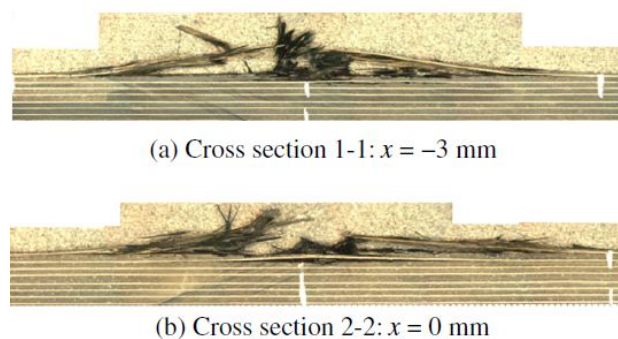 (a) Cross section 1-1: x = −3 mm
(b) Cross section 2-2: x = 0 mm